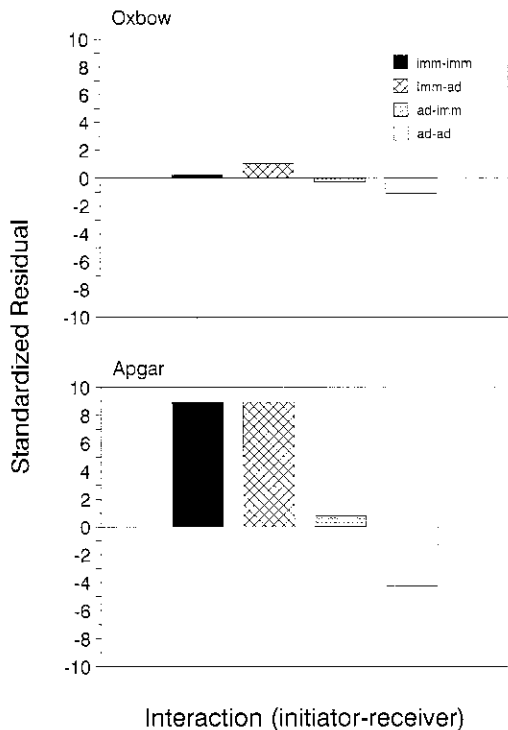 Oxbow
10
8
6
4
2
0
-2
-4
-6
-8
-10
imm-imm
imm-ad
ad-imm
ad-ad
Standardized Residual
Apgar
10
8
6
4
2
0
-2
-4
-6
-8
-10
Interaction (initiator-receiver)